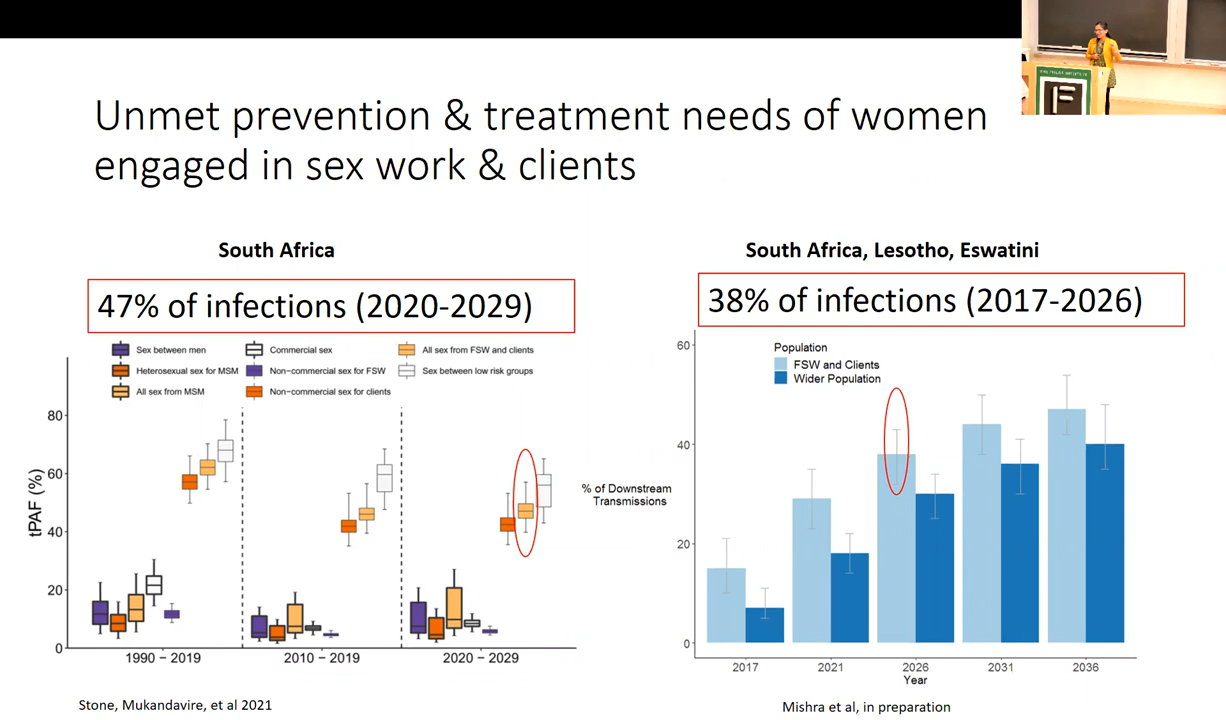 Unmet prevention & treatment needs of women
engaged in sex work & clients
South Africa
47% of infections (2020-2029)
Sex between men
Heterosexual sex for MSM
All sex from MSM
Commercial sex
Non-commercial sex for FSW
Non-commercial sex for clients
All sex from FSW and clients
Sex between low risk groups
tPAF (%)
80
60
40
20
0
1990 – 2019
2010 – 2019
2020 – 2029
Stone, Mukandavire, et al 2021
South Africa, Lesotho, Eswatini
38% of infections (2017-2026)
Population
FSW and Clients
Wider Population
% of Downstream
Transmissions
60
40
20
0
2017
2021
2026
2031
2036
Year
Mishra et al, in preparation